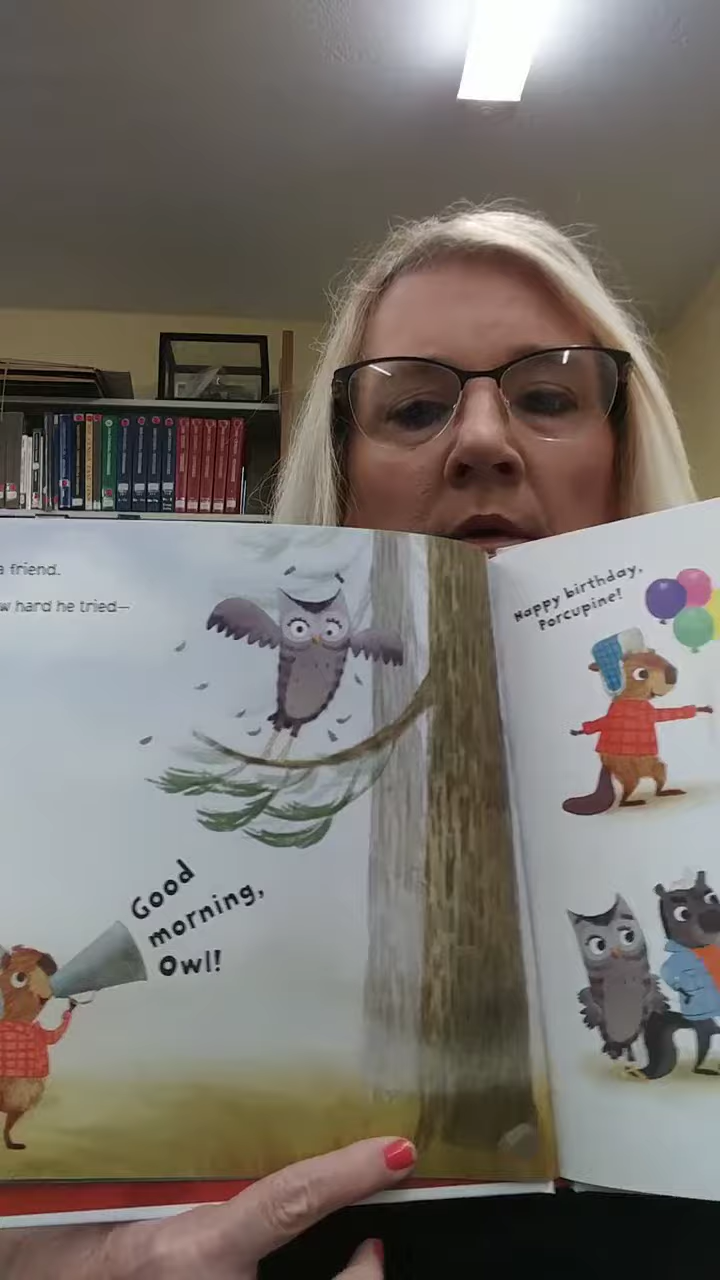 a friend.
w hard he tried—
Good
morning,
Owl!
Happy birthday,
Porcupine!